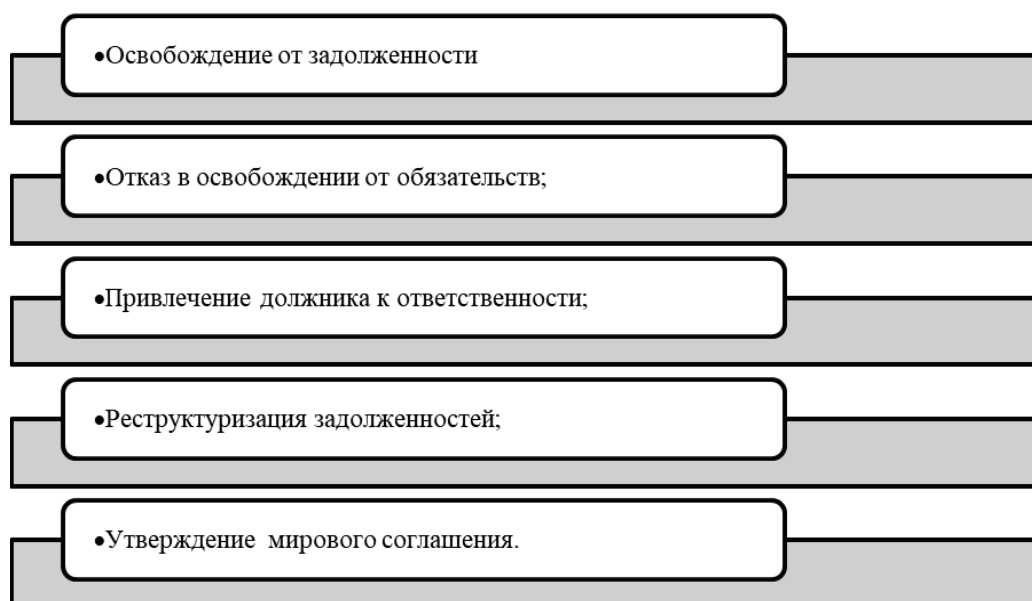 •Освобождение от задолженности
•Отказ в освобождении от обязательств;
•Привлечение должника к ответственности;
•Реструктуризация задолженностей;
•Утверждение  мирового соглашения.